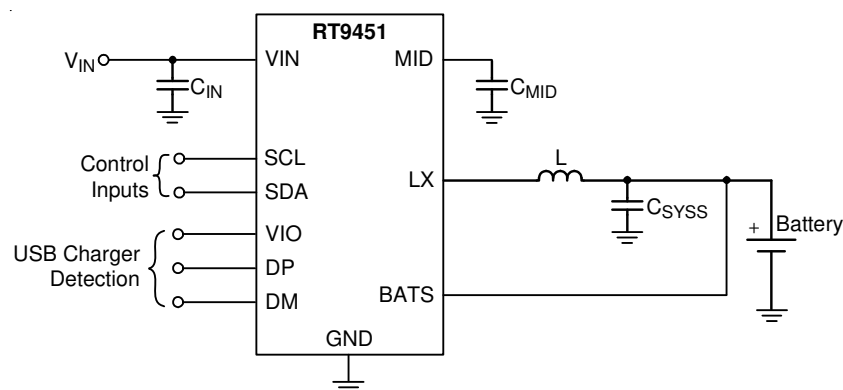 RT9451
V_IN
VIN
MID
C_IN
C_MID
Control
Inputs
SCL
SDA
LX
L
C_SYSS
+
Battery
USB Charger
Detection
VIO
DP
DM
BATS
GND